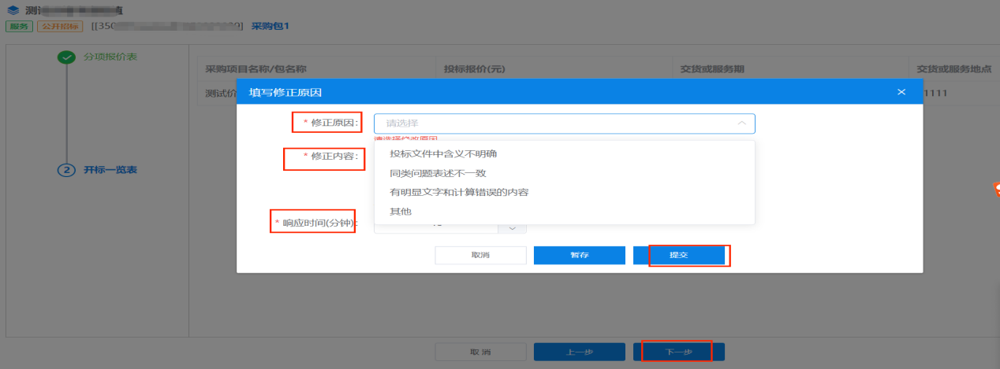 测试
服务 公开招标 [[350 采购包1
分项报价表
采购项目名称/包名称 投标报价(元) 交货或服务期 交货或服务地点
测试价 1111
填写修正原因
* 修正原因: 请选择
请选择修改原因
* 修正内容:
投标文件中含义不明确
同类问题表述不一致
有明显文字和计算错误的内容
其他
② 开标一览表
* 响应时间(分钟):
取消 暂存 提交
取消 上一步 下一步